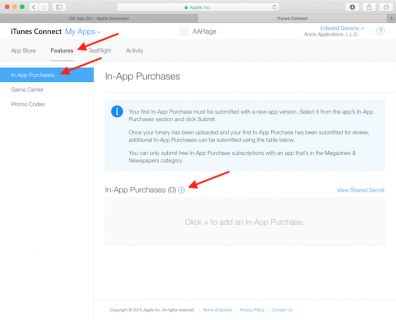 Apple Inc.
iOS App IDs - Apple Developer
iTunes Connect
iTunes Connect My Apps
AARage
Edward
Arnos Applications, L.L.C.
?
App Store Features TestFlight Activity
In-App Purchases
Game Center
Promo Codes
In-App Purchases
Your first In-App Purchase must be submitted with a new app version. Select it from the app's In-App
Purchases section and click Submit.
Once your binary has been uploaded and your first In-App Purchase has been submitted for review,
additional In-App Purchases can be submitted using the table below.
You can only submit free In-App Purchase subscriptions with an app that's in the Magazines &
Newspapers category.
In-App Purchases (0) +
View Shared Secret
Click + to add an In-App Purchase.
Copyright © 2015 Apple Inc. All rights reserved. Terms of Service Privacy Policy Contact Us